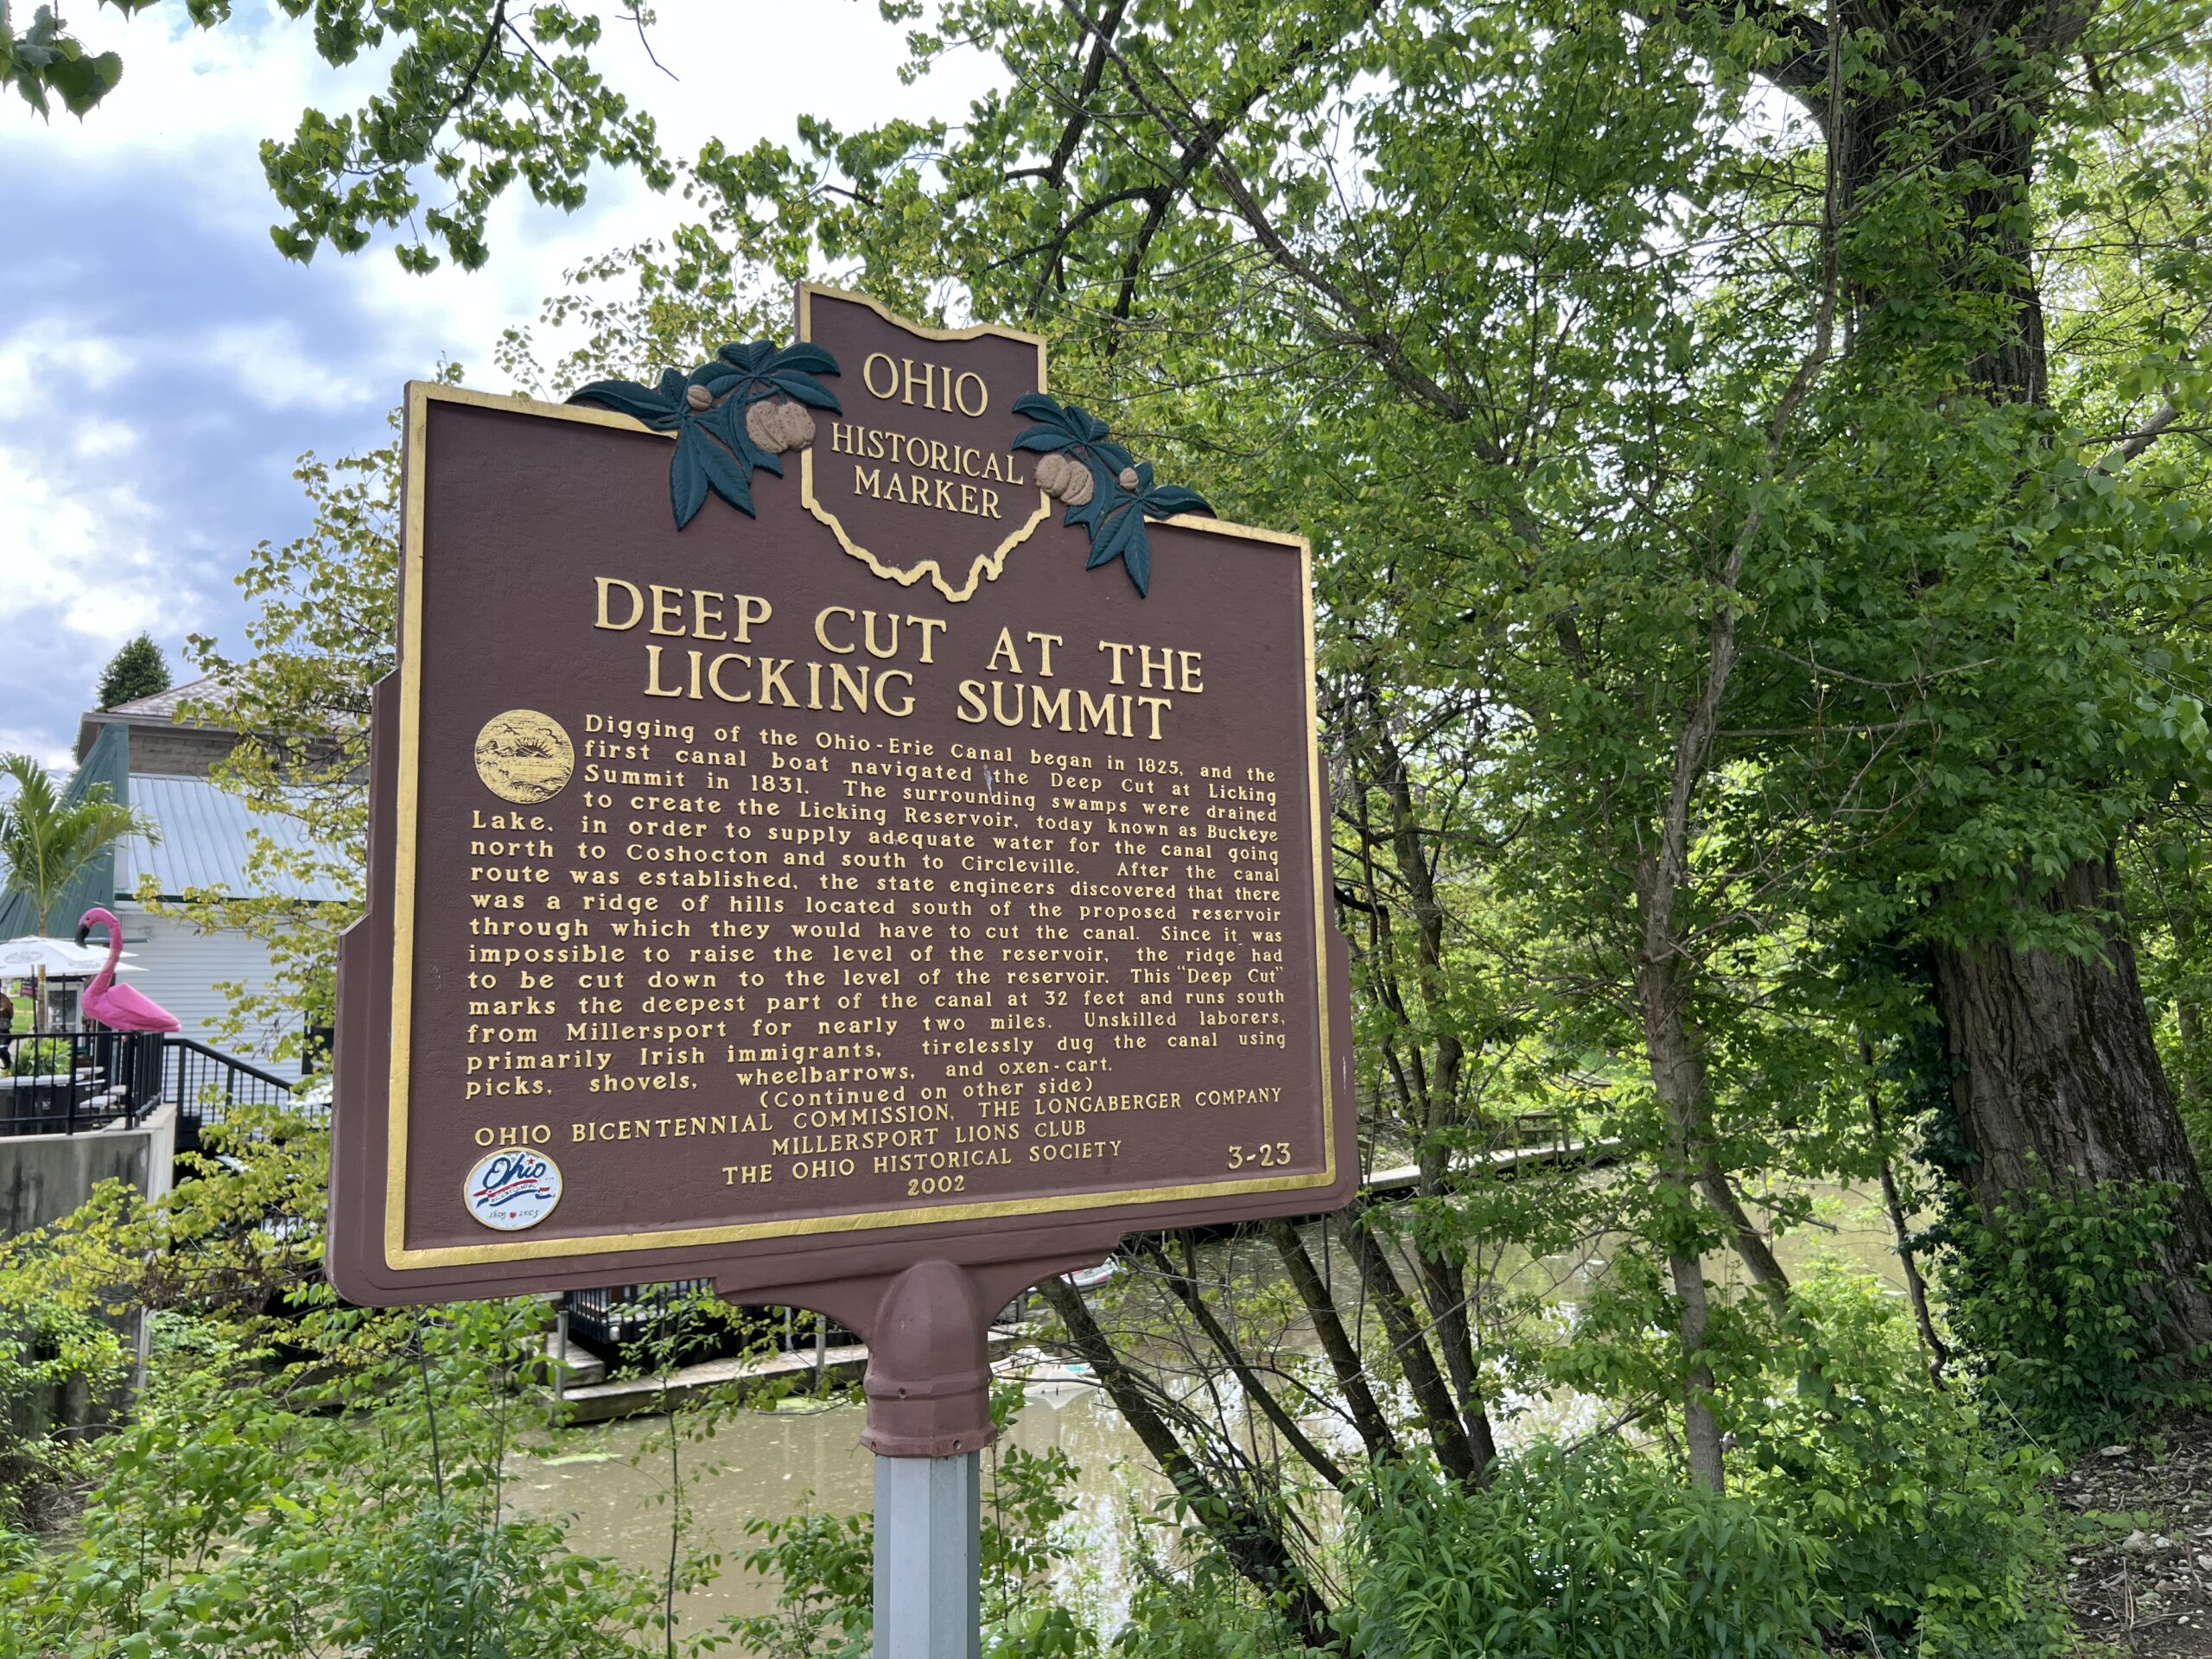 OHIO
HISTORICAL
MARKER
DEEP CUT AT THE
LICKING SUMMIT
Digging of the Ohio-Erie Canal began in 1825, and the
first canal boat navigated the Deep Cut at Licking
Summit in 1831. The surrounding swamps were drained
to create the Licking Reservoir, today known as Buckeye
Lake, in order to supply adequate water for the canal going
north to Coshocton and south to Circleville. After the canal
route was established, the state engineers discovered that there
was a ridge of hills located south of the proposed reservoir
through which they would have to cut the canal. Since it was
impossible to raise the level of the reservoir, the ridge had
to be cut down to the level of the reservoir. This "Deep Cut"
marks the deepest part of the canal at 32 feet and runs south
from Millersport for nearly two miles. Unskilled laborers,
primarily Irish immigrants, tirelessly dug the canal using
picks, shovels, wheelbarrows, and oxen-cart.
(Continued on other side)
OHIO BICENTENNIAL COMMISSION, THE LONGABERGER COMPANY
MILLERSPORT LIONS CLUB
THE OHIO HISTORICAL SOCIETY
2002
3-23
Ohio
BICENTENNIAL
1803 2003